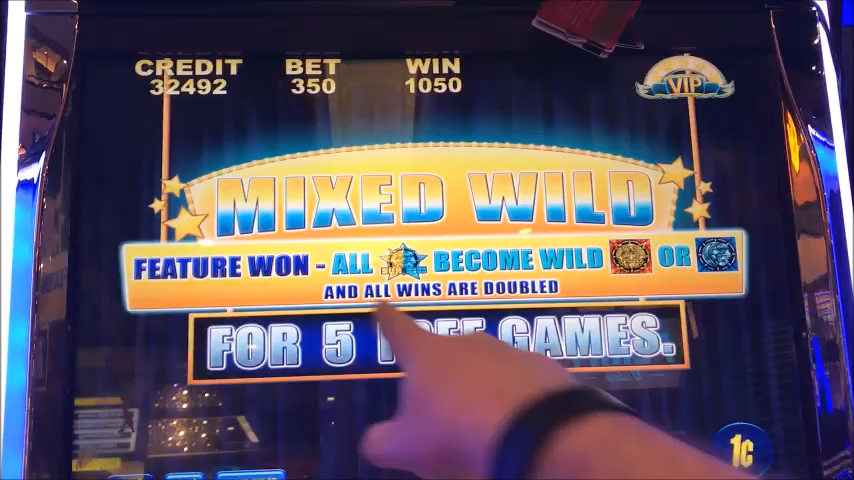 CREDIT BET WIN
32492 350 1050
VIP
MIXED WILD
FEATURE WON - ALL BECOME WILD OR
AND ALL WINS ARE DOUBLED
FOR 5 FREE GAMES.
1¢